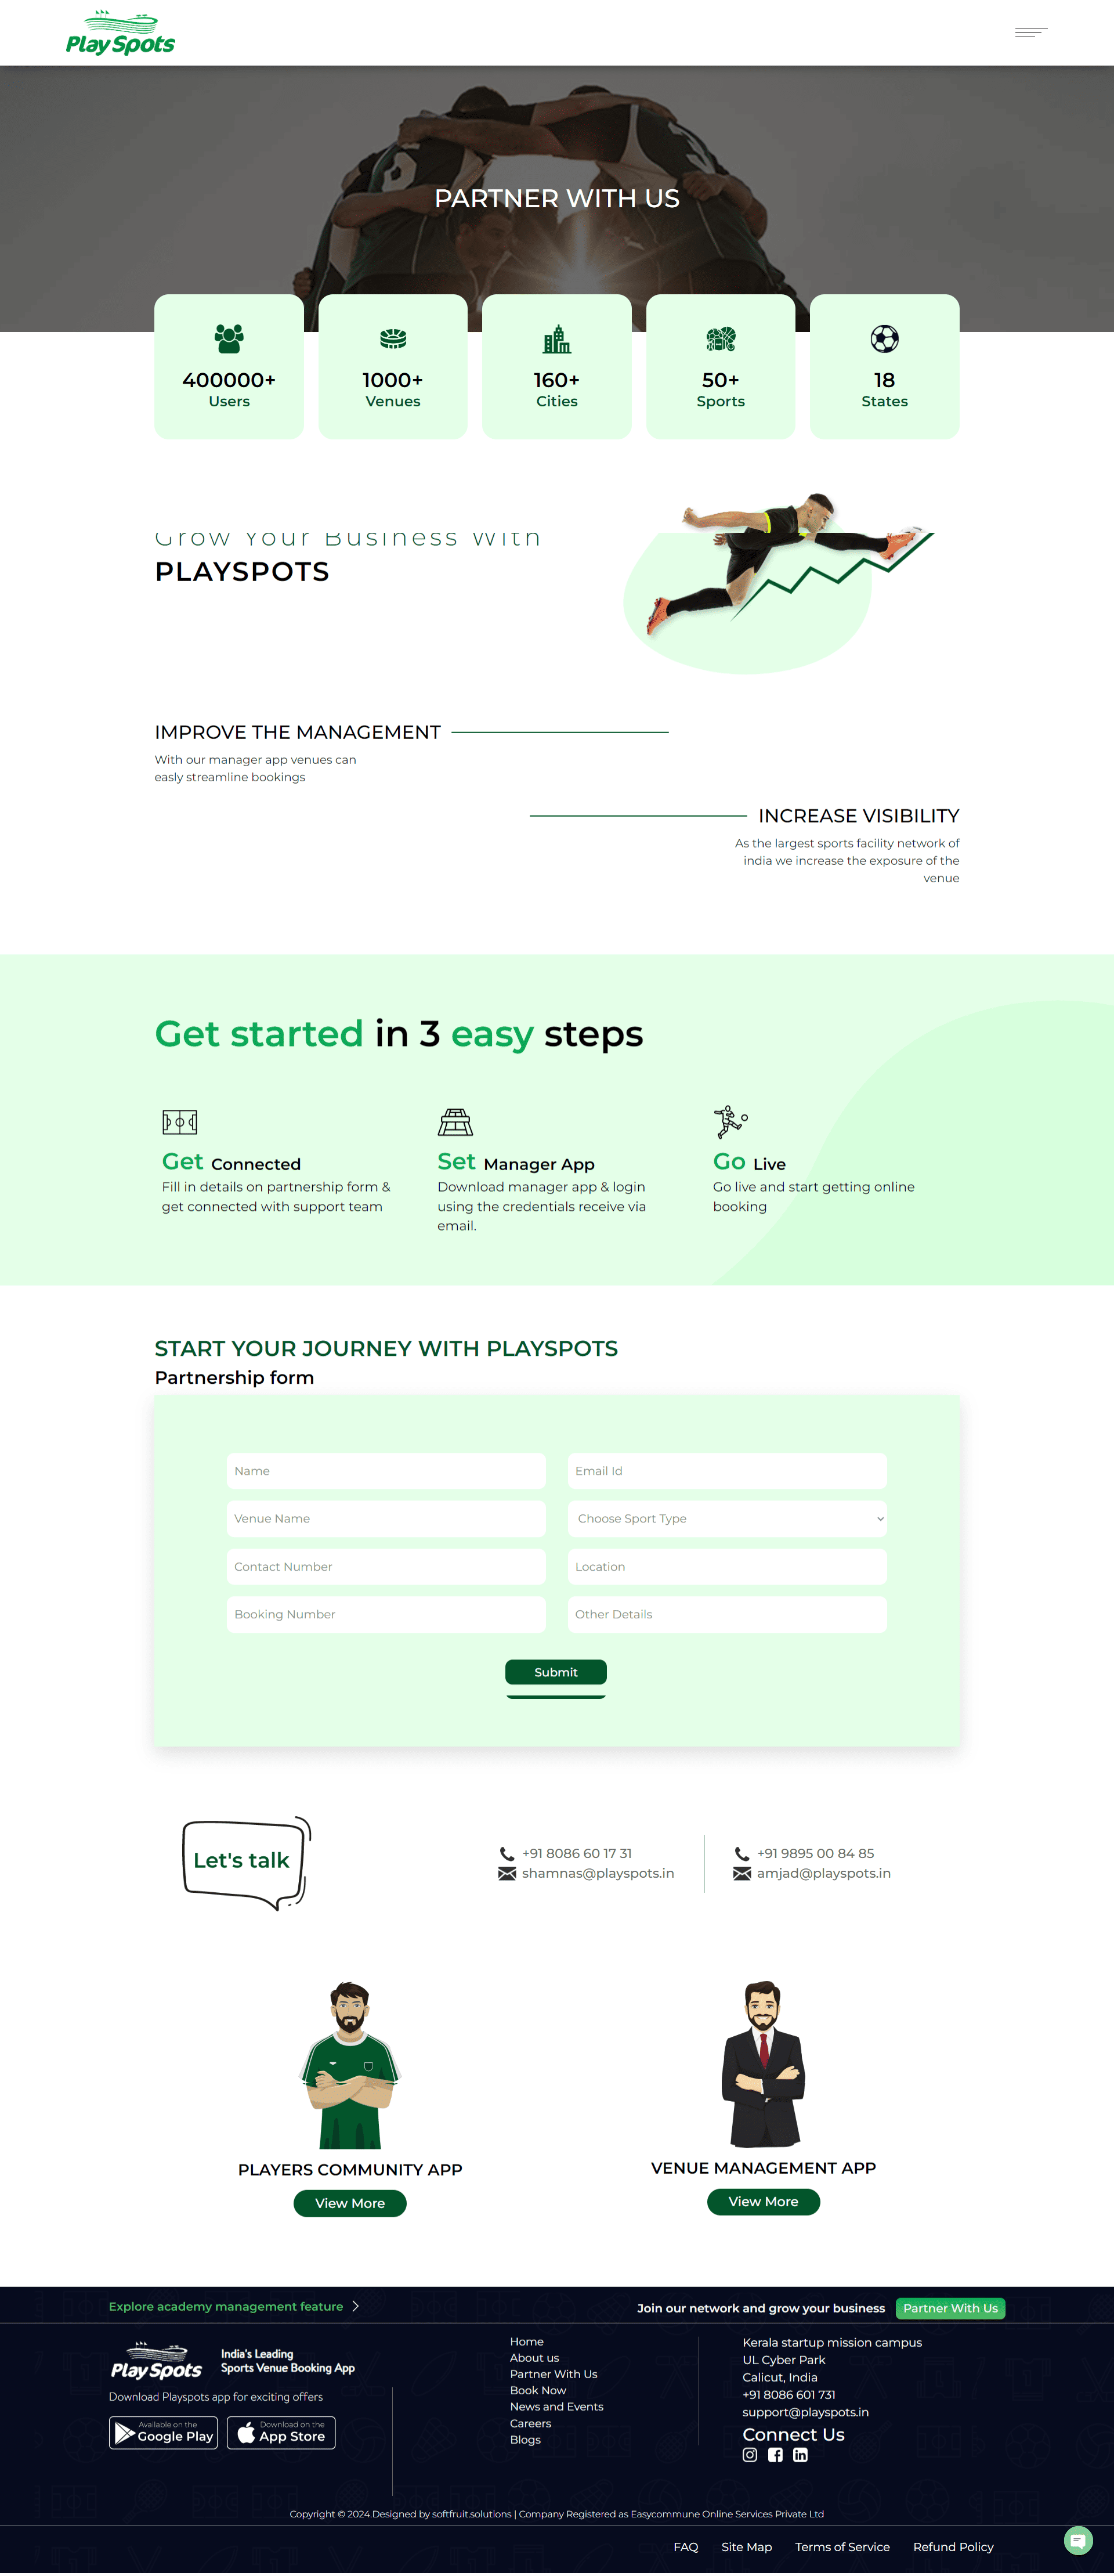 Play Spots
PARTNER WITH US
400000+
Users
1000+
Venues
160+
Cities
50+
Sports
18
States
Grow Your Business With
PLAYSPOTS
IMPROVE THE MANAGEMENT
With our manager app venues can
easly streamline bookings
INCREASE VISIBILITY
As the largest sports facility network of
india we increase the exposure of the
venue
Get started in 3 easy steps
Get Connected
Fill in details on partnership form &
get connected with support team
Set Manager App
Download manager app & login
using the credentials receive via
email.
Go Live
Go live and start getting online
booking
START YOUR JOURNEY WITH PLAYSPOTS
Partnership form
Name
Email Id
Venue Name
Choose Sport Type
Contact Number
Location
Booking Number
Other Details
Submit
Let's talk
+91 8086 60 17 31
shamnas@playspots.in
+91 9895 00 84 85
amjad@playspots.in
PLAYERS COMMUNITY APP
View More
VENUE MANAGEMENT APP
View More
Explore academy management feature
Join our network and grow your business
Partner With Us
Play Spots
India's Leading
Sports Venue Booking App
Download Playspots app for exciting offers
Available on the
Google Play
Download on the
App Store
Home
About us
Partner With Us
Book Now
News and Events
Careers
Blogs
Kerala startup mission campus
UL Cyber Park
Calicut, India
+91 8086 601 731
support@playspots.in
Connect Us
Copyright © 2024.Designed by softfruit.solutions | Company Registered as Easycommune Online Services Private Ltd
FAQ
Site Map
Terms of Service
Refund Policy